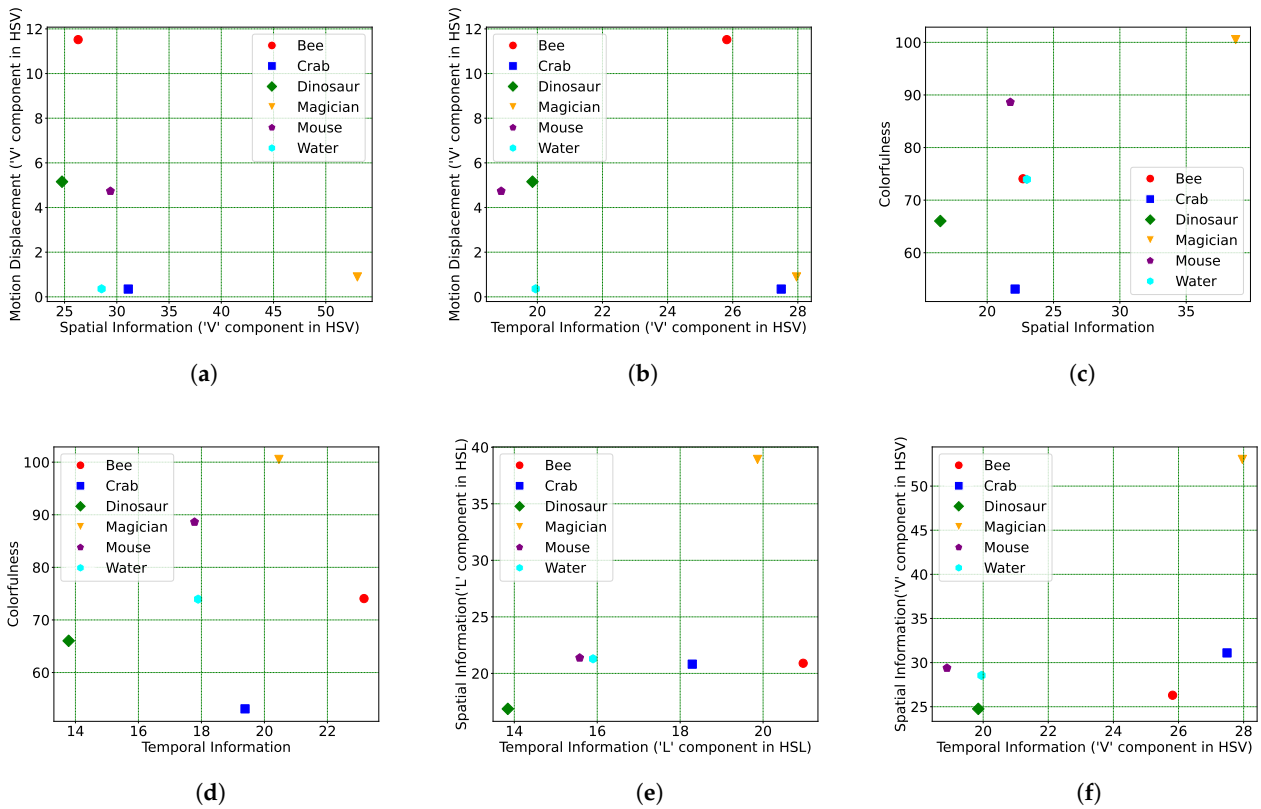 Motion Displacement ('V' component in HSV)
12
10
8
6
4
2
0
Bee
Crab
Dinosaur
Magician
Mouse
Water
25 30 35 40 45 50
Spatial Information ('V' component in HSV)
(a)
Motion Displacement ('V' component in HSV)
12
10
8
6
4
2
0
Bee
Crab
Dinosaur
Magician
Mouse
Water
20 22 24 26 28
Temporal Information ('V' component in HSV)
(b)
Colorfulness
100
90
80
70
60
Bee
Crab
Dinosaur
Magician
Mouse
Water
20 25 30 35
Spatial Information
(c)
Colorfulness
100
90
80
70
60
Bee
Crab
Dinosaur
Magician
Mouse
Water
14 16 18 20 22
Temporal Information
(d)
Spatial Information('L' component in HSL)
40
35
30
25
20
Bee
Crab
Dinosaur
Magician
Mouse
Water
14 16 18 20
Temporal Information ('L' component in HSL)
(e)
Spatial Information('V' component in HSV)
50
45
40
35
30
25
Bee
Crab
Dinosaur
Magician
Mouse
Water
20 22 24 26 28
Temporal Information ('V' component in HSV)
(f)